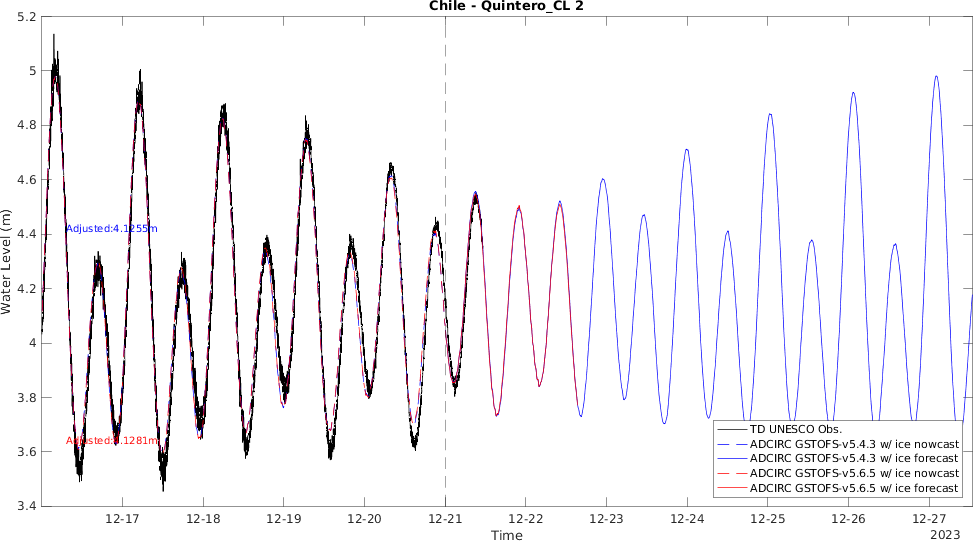 Chile - Quintero_CL 2
Water Level (m)
5.2
5
4.8
4.6
4.4
4.2
4
3.8
3.6
3.4
Adjusted:4.1255m
Adjusted:4.1281m
TD UNESCO Obs.
ADCIRC GSTOFS-v5.4.3 w/ ice nowcast
ADCIRC GSTOFS-v5.4.3 w/ ice forecast
ADCIRC GSTOFS-v5.6.5 w/ ice nowcast
ADCIRC GSTOFS-v5.6.5 w/ ice forecast
12-17 12-18 12-19 12-20 12-21 12-22 12-23 12-24 12-25 12-26 12-27
Time
2023